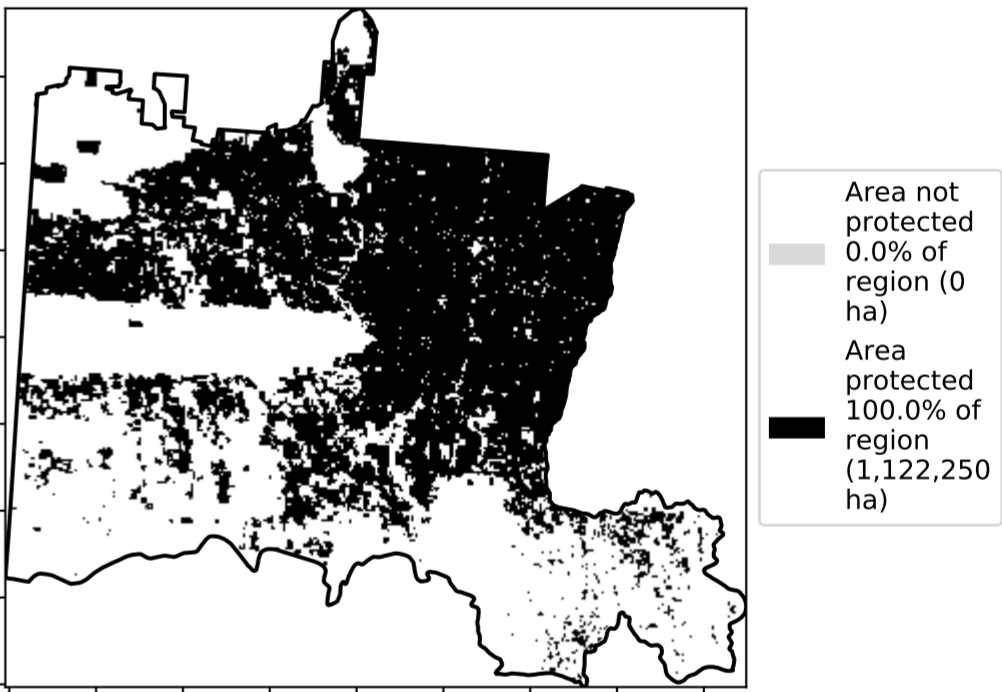 Area not
protected
0.0% of
region (0
ha)
Area
protected
100.0% of
region
(1,122,250
ha)